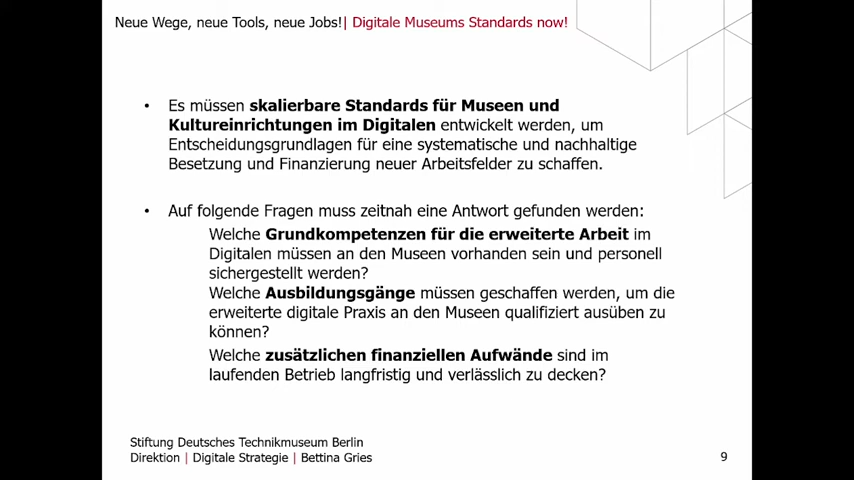 Neue Wege, neue Tools, neue Jobs!| Digitale Museums Standards now!
• Es müssen skalierbare Standards für Museen und
Kultureinrichtungen im Digitalen entwickelt werden, um
Entscheidungsgrundlagen für eine systematische und nachhaltige
Besetzung und Finanzierung neuer Arbeitsfelder zu schaffen.
• Auf folgende Fragen muss zeitnah eine Antwort gefunden werden:
Welche Grundkompetenzen für die erweiterte Arbeit im
Digitalen müssen an den Museen vorhanden sein und personell
sichergestellt werden?
Welche Ausbildungsgänge müssen geschaffen werden, um die
erweiterte digitale Praxis an den Museen qualifiziert ausüben zu
können?
Welche zusätzlichen finanziellen Aufwände sind im
laufenden Betrieb langfristig und verlässlich zu decken?
Stiftung Deutsches Technikmuseum Berlin
Direktion | Digitale Strategie | Bettina Gries
9